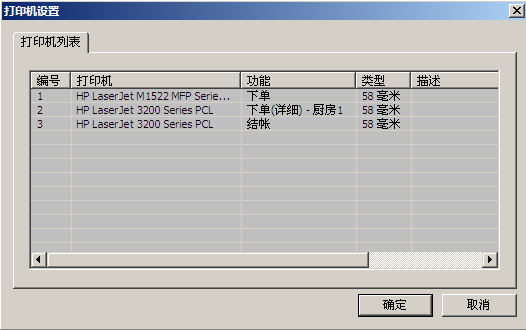 打印机设置
打印机列表
编号 打印机 功能 类型 描述
1 HP LaserJet M1522 MFP Serie... 下单 58 毫米
2 HP LaserJet 3200 Series PCL 下单(详细) - 厨房1 58 毫米
3 HP LaserJet 3200 Series PCL 结帐 58 毫米
确定 取消